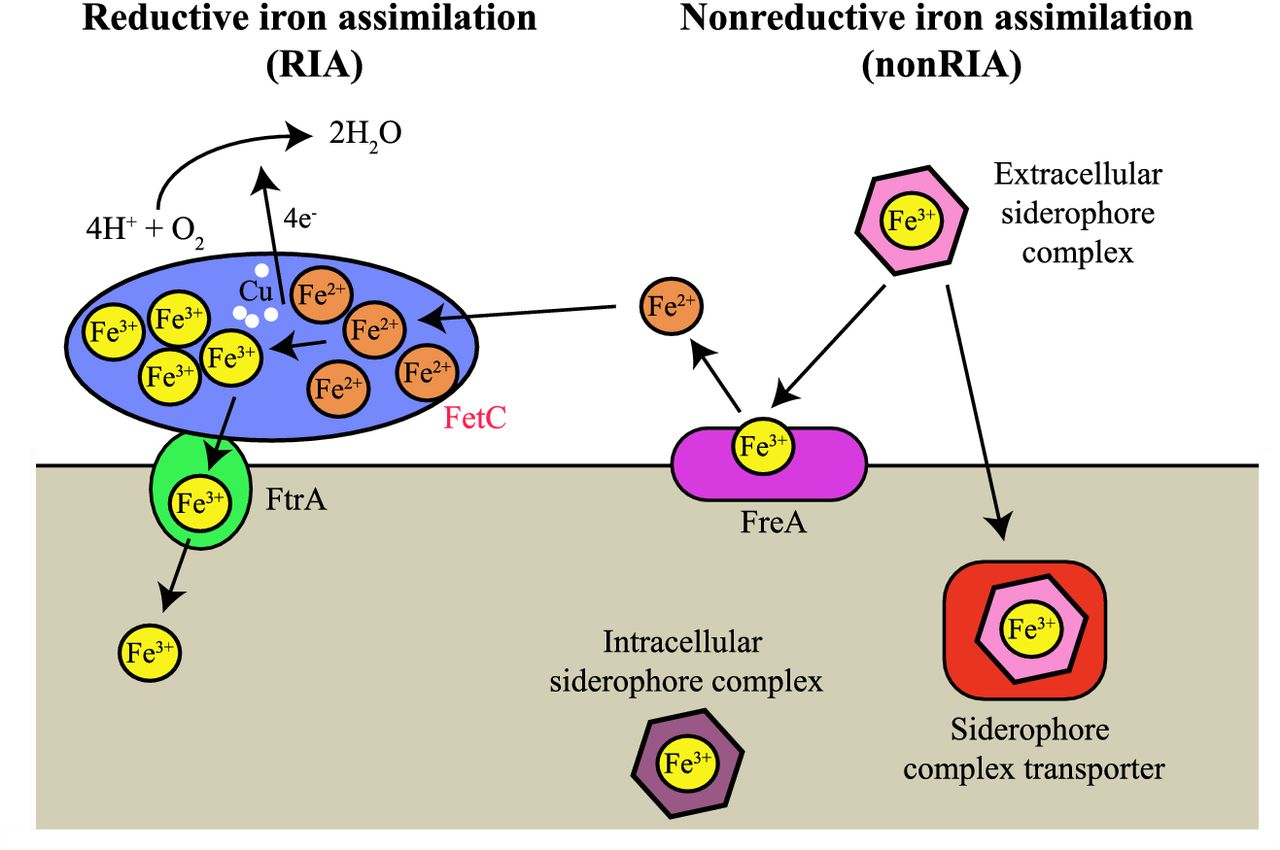 Reductive iron assimilation
(RIA)
Nonreductive iron assimilation
(nonRIA)
2H₂O
4H⁺ + O₂
4e⁻
Extracellular
siderophore
complex
Fe³⁺
Cu
Fe²⁺
Fe²⁺
Fe²⁺
Fe²⁺
Fe³⁺
Fe³⁺
Fe³⁺
Fe³⁺
Fe²⁺
FetC
Fe³⁺
FreA
Fe³⁺
FtrA
Fe³⁺
Intracellular
siderophore complex
Fe³⁺
Fe³⁺
Siderophore
complex transporter